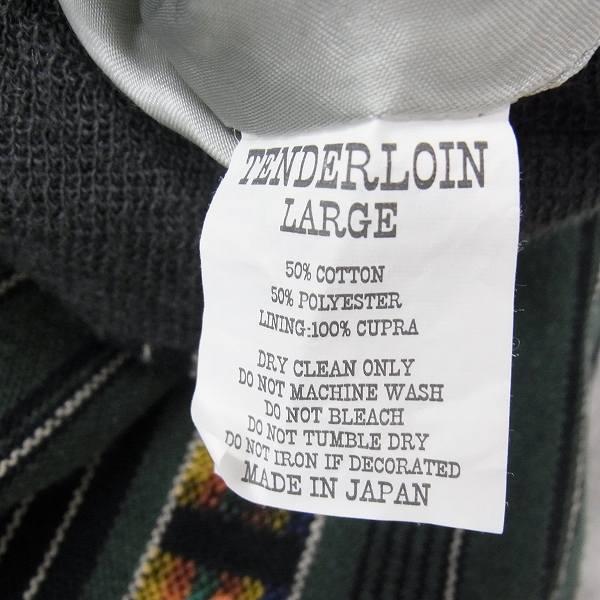 TENDERLOIN
LARGE
50% COTTON
50% POLYESTER
LINING:100% CUPRA
DRY CLEAN ONLY
DO NOT MACHINE WASH
DO NOT BLEACH
DO NOT TUMBLE DRY
DO NOT IRON IF DECORATED
MADE IN JAPAN